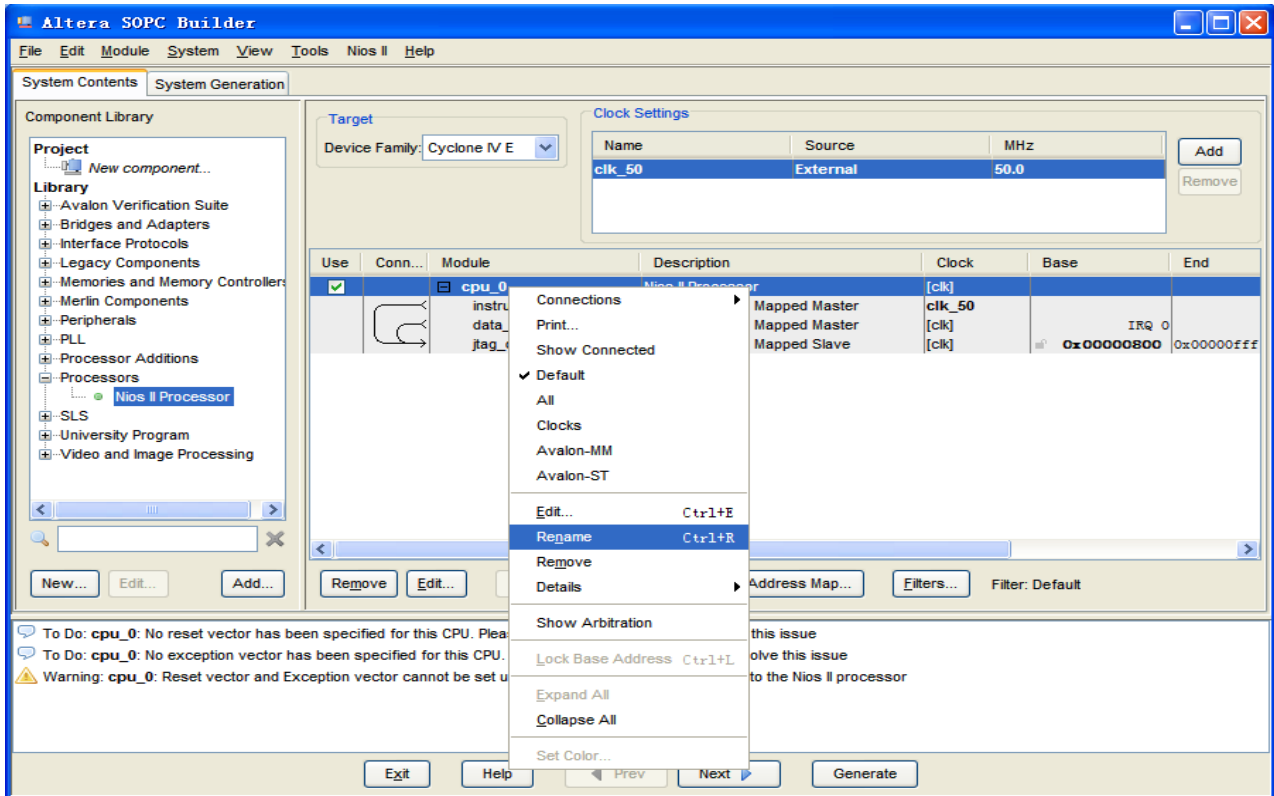 Altera SOPC Builder
File Edit Module System View Tools Nios II Help
System Contents System Generation
Component Library
Project
New component...
Library
Avalon Verification Suite
Bridges and Adapters
Interface Protocols
Legacy Components
Memories and Memory Controllers
Merlin Components
Peripherals
PLL
Processor Additions
Processors
Nios II Processor
SLS
University Program
Video and Image Processing
New... Edit... Add...
Target
Device Family: Cyclone IV E
Clock Settings
Name Source MHz
clk_50 External 50.0
Add
Remove
Use Conn... Module Description Clock Base End
cpu_0 Nios II Processor [clk]
instru Mapped Master clk_50
data_ Mapped Master [clk] IRQ 0
jtag_d Mapped Slave [clk] 0x00000800 0x00000fff
Connections
Print...
Show Connected
Default
All
Clocks
Avalon-MM
Avalon-ST
Edit... Ctrl+E
Rename Ctrl+R
Remove
Details
Show Arbitration
Lock Base Address Ctrl+L
Expand All
Collapse All
Set Color...
Remove Edit... Address Map... Filters... Filter: Default
To Do: cpu_0: No reset vector has been specified for this CPU. Plea this issue
To Do: cpu_0: No exception vector has been specified for this CPU. olve this issue
Warning: cpu_0: Reset vector and Exception vector cannot be set u to the Nios II processor
Exit Help Prev Next Generate